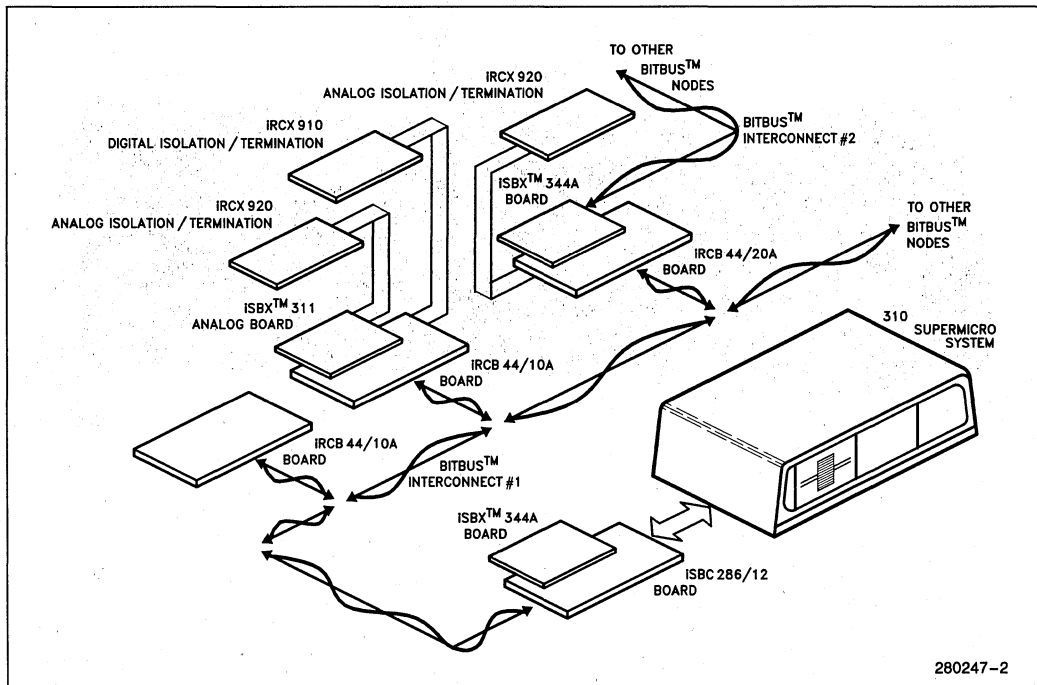 TO OTHER
BITBUS™
NODES
iRCX 920
ANALOG ISOLATION / TERMINATION
BITBUS™
INTERCONNECT #2
iRCX 910
DIGITAL ISOLATION / TERMINATION
iSBX™ 344A
BOARD
iRCX 920
ANALOG ISOLATION / TERMINATION
TO OTHER
BITBUS™
NODES
iRCB 44/20A
BOARD
iSBX™ 311
ANALOG BOARD
310
SUPERMICRO
SYSTEM
iRCB 44/10A
BOARD
iRCB 44/10A
BOARD
BITBUS™
INTERCONNECT #1
iSBX™ 344A
BOARD
iSBC 286/12
BOARD
280247-2